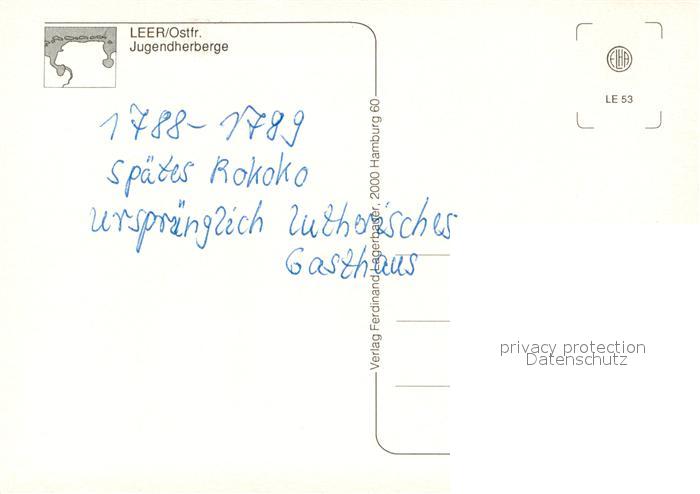 LEER/Ostfr.
Jugendherberge
ELHA
LE 53
1788 – 1789
spätes Rokoko
ursprünglich lutherisches
Gasthaus
Verlag Ferdinand Lagerbauer, 2000 Hamburg 60
privacy protection
Datenschutz